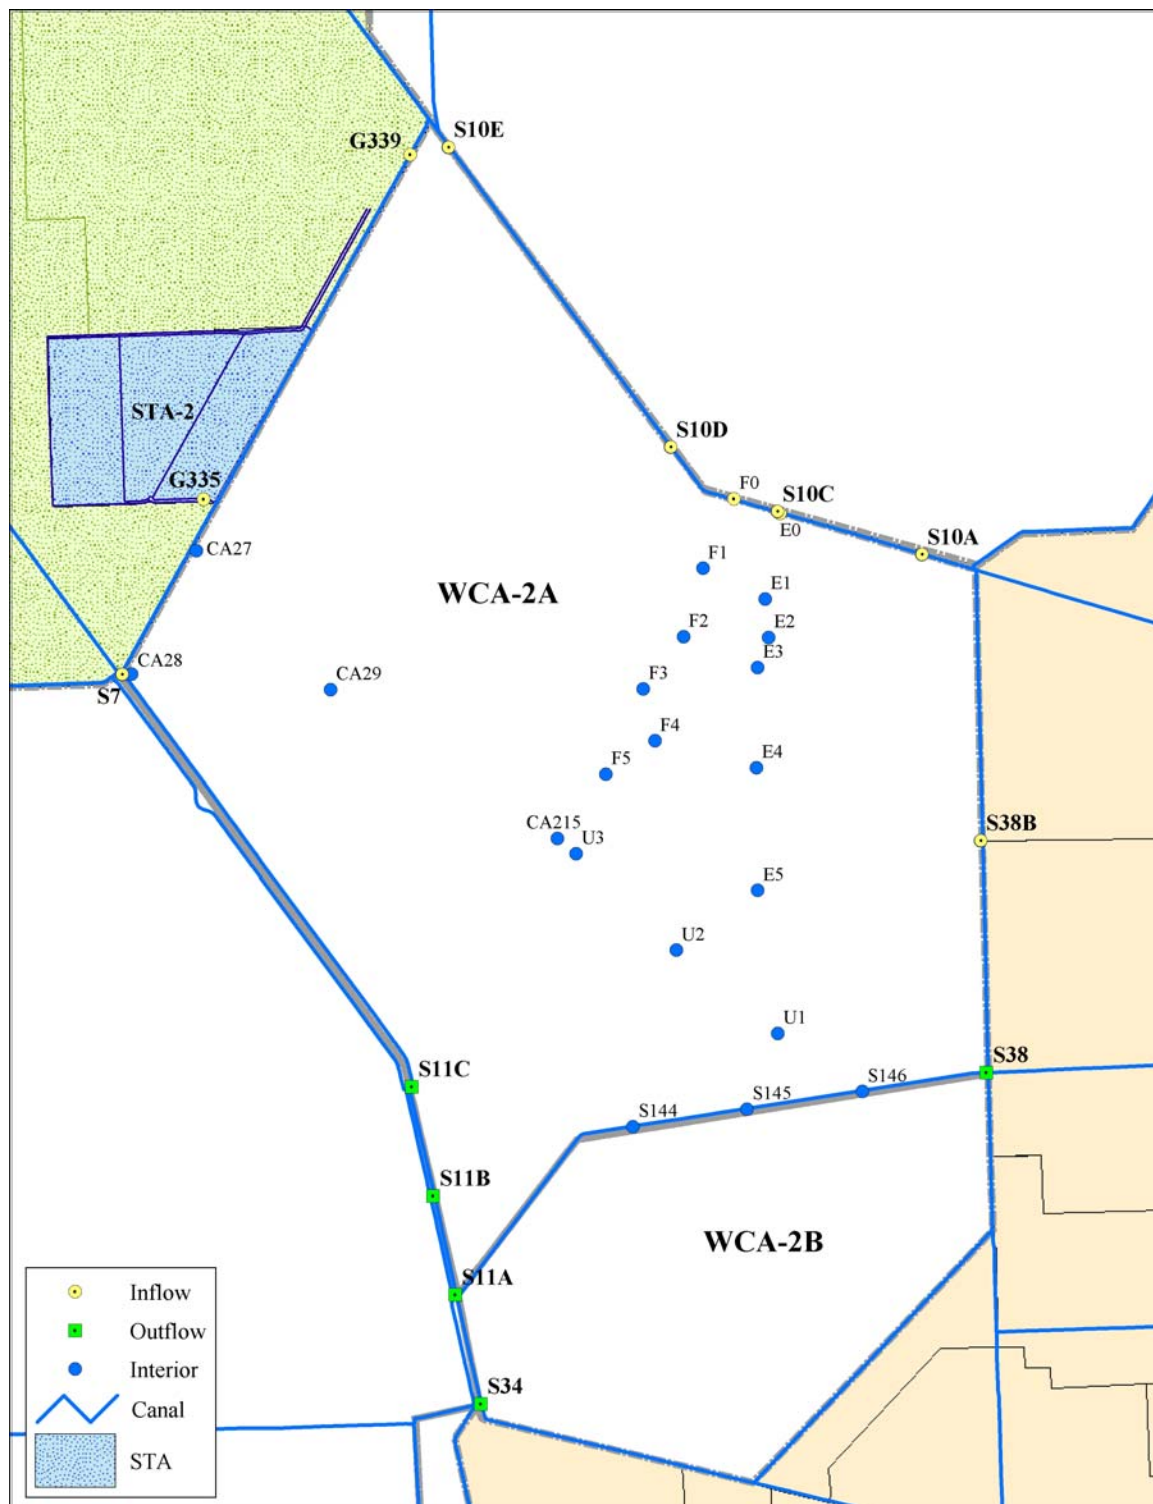 S10E
G339
STA-2
S10D
G335
F0
S10C
E0
S10A
CA27
F1
WCA-2A
E1
F2
E2
E3
CA28
CA29
F3
S7
F4
F5
E4
CA215
U3
S38B
E5
U2
U1
S11C
S38
S146
S145
S144
S11B
WCA-2B
S11A
S34
Inflow
Outflow
Interior
Canal
STA